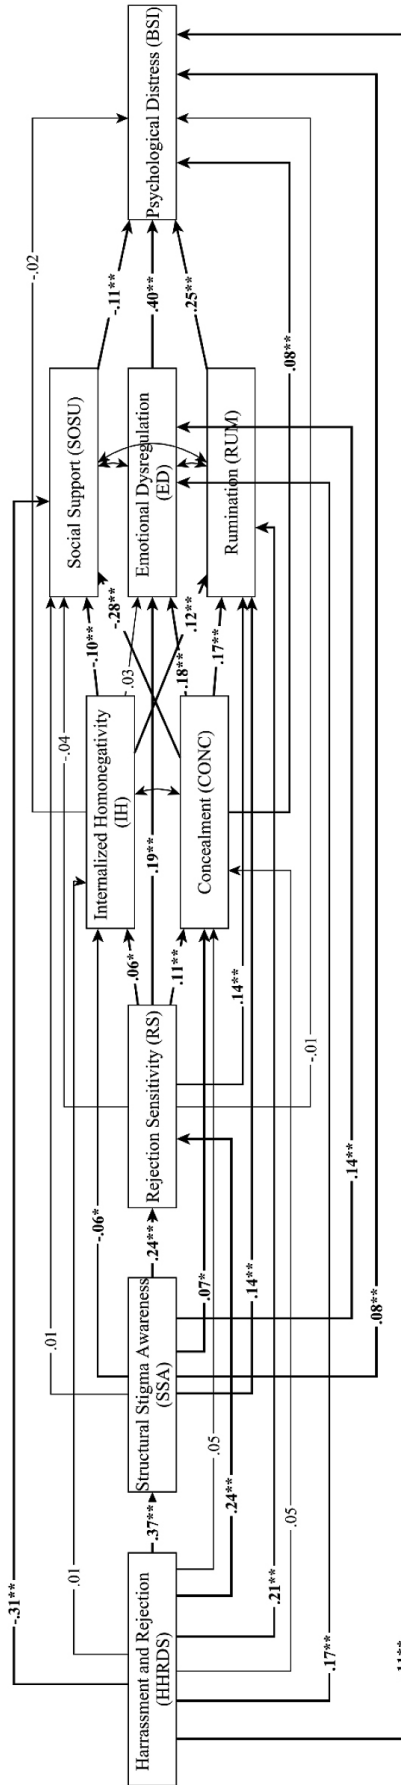 Harrassment and Rejection
(HHRDS)
Structural Stigma Awareness
(SSA)
Rejection Sensitivity (RS)
Internalized Homonegativity
(IH)
Concealment (CONC)
Social Support (SOSU)
Emotional Dysregulation
(ED)
Rumination (RUM)
Psychological Distress (BSI)
-.31**
.01
.01
-.06*
-.04
-.02
.37**
.24**
.06*
.11**
.19**
-.10**
.03
-.28**
.12**
.18**
.17**
-.11**
.40**
.25**
.07*
.14**
.14**
.05
.24**
.05
.21**
-.01
.08**
.14**
.17**
.08**